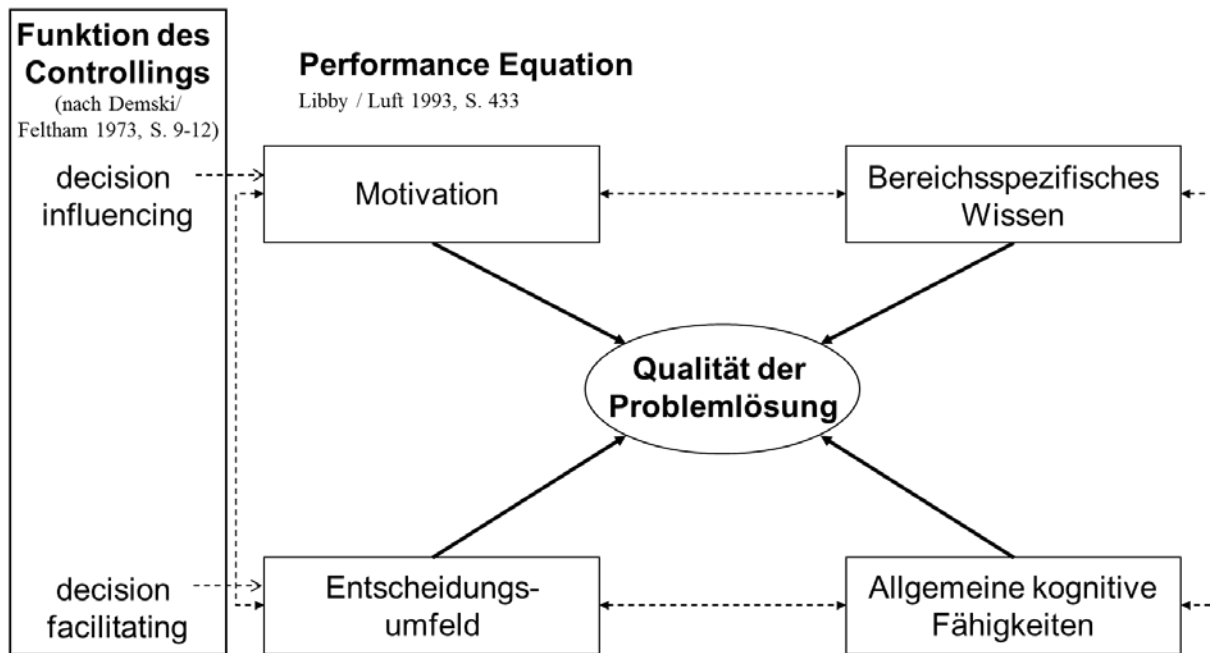 Funktion des
Controllings
(nach Demski/
Feltham 1973, S. 9-12)
Performance Equation
Libby / Luft 1993, S. 433
decision
influencing
Motivation
Bereichsspezifisches
Wissen
Qualität der
Problemlösung
decision
facilitating
Entscheidungs-
umfeld
Allgemeine kognitive
Fähigkeiten